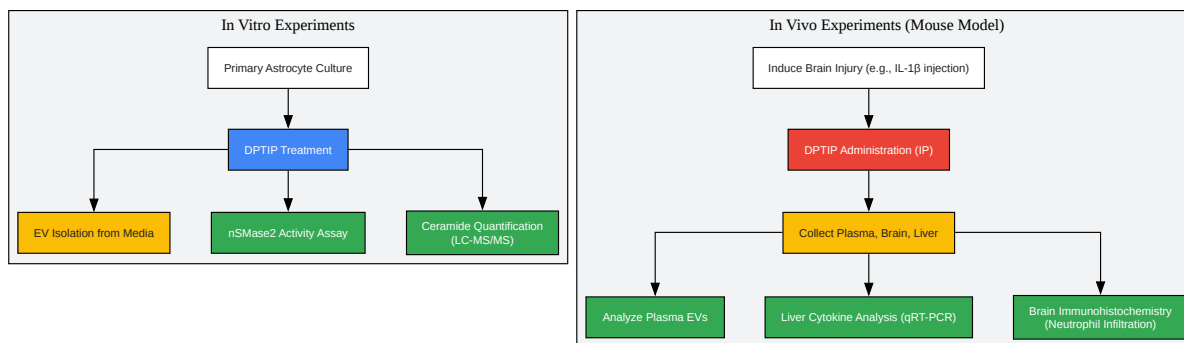 In Vitro Experiments
Primary Astrocyte Culture
DPTIP Treatment
EV Isolation from Media
nSMase2 Activity Assay
Ceramide Quantification
(LC-MS/MS)
In Vivo Experiments (Mouse Model)
Induce Brain Injury (e.g., IL-1β injection)
DPTIP Administration (IP)
Collect Plasma, Brain, Liver
Analyze Plasma EVs
Liver Cytokine Analysis (qRT-PCR)
Brain Immunohistochemistry
(Neutrophil Infiltration)